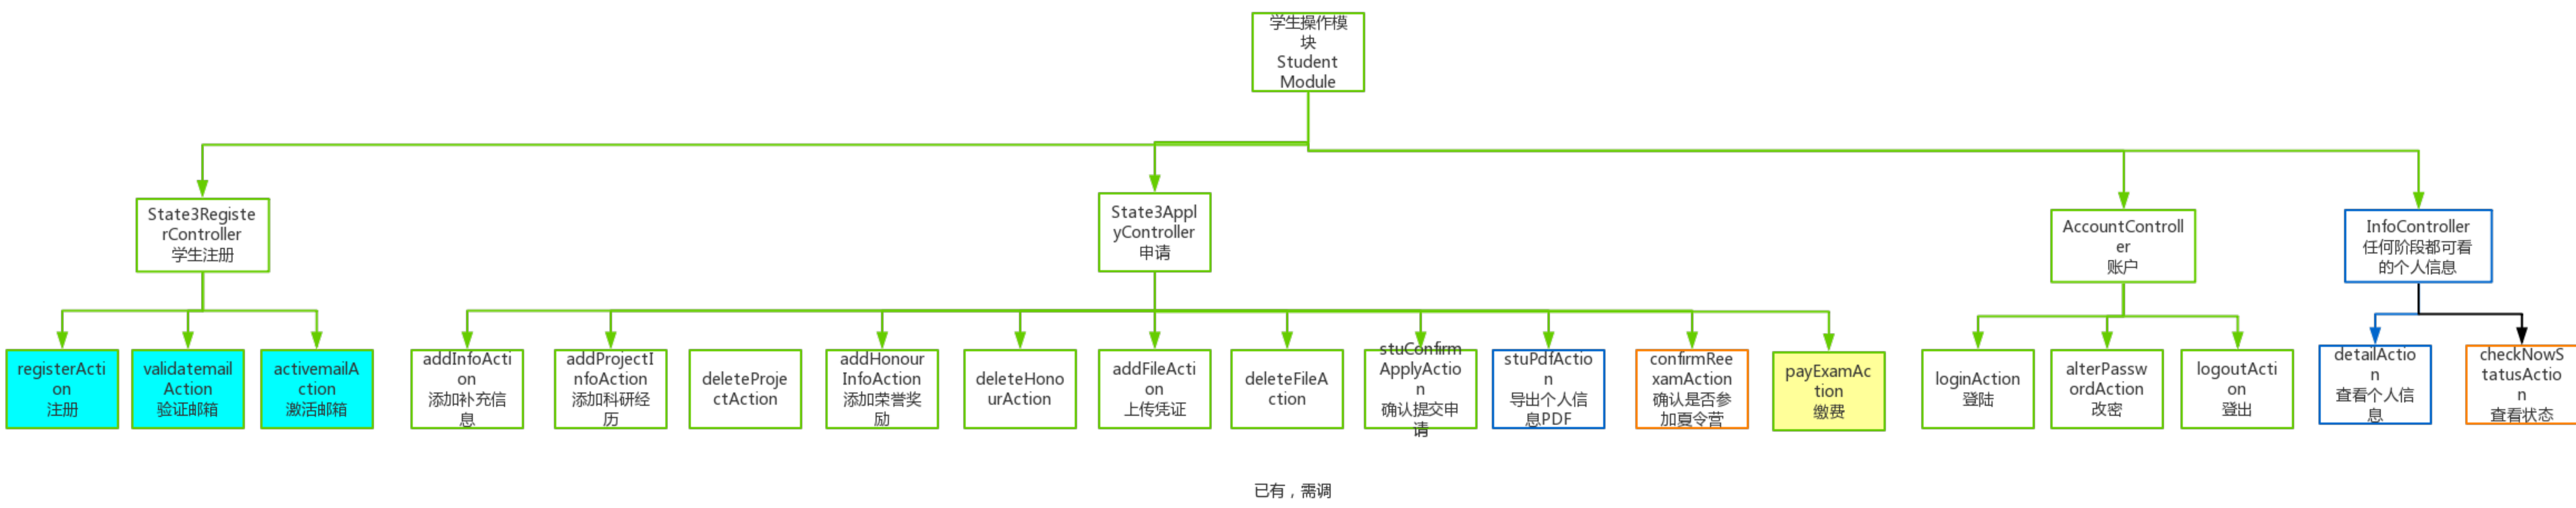 学生操作模
块
Student
Module
State3Registe
rController
学生注册
State3Appl
yController
申请
AccountControll
er
账户
InfoController
任何阶段都可看
的个人信息
registerActi
on
注册
validatemail
Action
验证邮箱
activemailA
ction
激活邮箱
addInfoActi
on
添加补充信
息
addProjectI
nfoAction
添加科研经
历
deleteProje
ctAction
addHonour
InfoAction
添加荣誉奖
励
deleteHono
urAction
addFileActi
on
上传凭证
deleteFileA
ction
stuConfirm
ApplyActio
n
确认提交申
请
stuPdfActio
n
导出个人信
息PDF
confirmRee
xamAction
确认是否参
加夏令营
payExamAc
tion
缴费
loginAction
登陆
alterPassw
ordAction
改密
logoutActi
on
登出
detailActio
n
查看个人信
息
checkNowS
tatusActio
n
查看状态
已有，需调